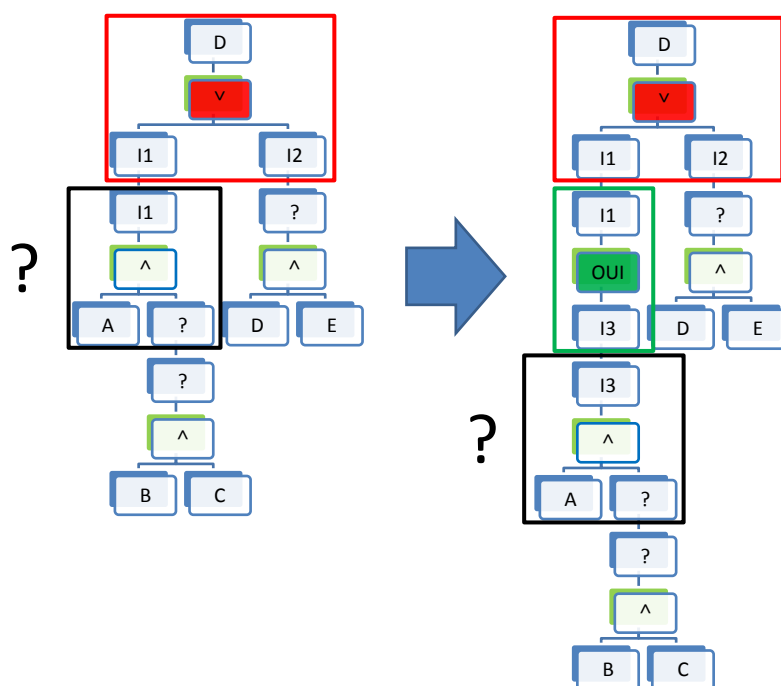 D
˅
I1 I2
I1 ?
? ^ ^
A ? D E
?
^
B C
D
˅
I1 I2
I1 ?
OUI ^
I3 D E
I3
? ^
A ?
?
^
B C